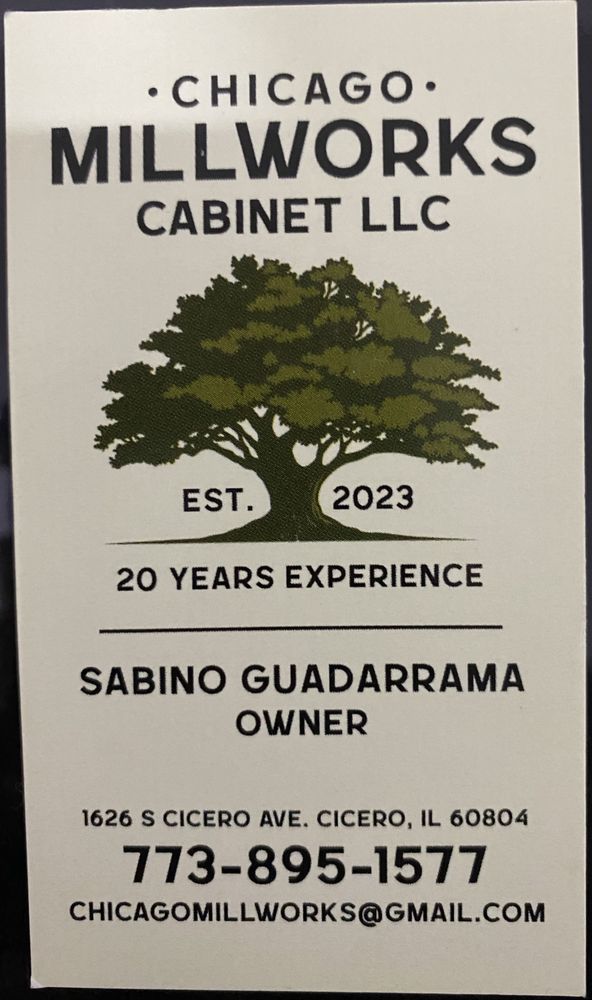 ·CHICAGO·
MILLWORKS
CABINET LLC
EST. 2023
20 YEARS EXPERIENCE
SABINO GUADARRAMA
OWNER
1626 S CICERO AVE. CICERO, IL 60804
773-895-1577
CHICAGOMILLWORKS@GMAIL.COM